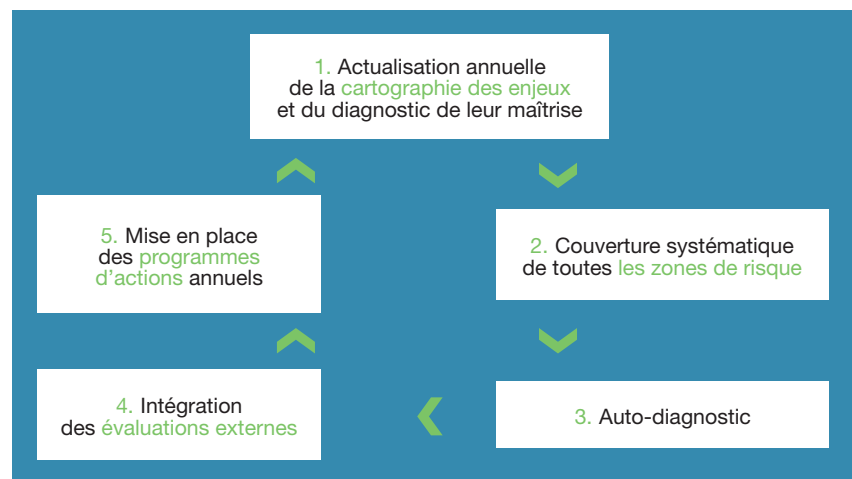 1. Actualisation annuelle
de la cartographie des enjeux
et du diagnostic de leur maîtrise
2. Couverture systématique
de toutes les zones de risque
3. Auto-diagnostic
4. Intégration
des évaluations externes
5. Mise en place
des programmes
d’actions annuels